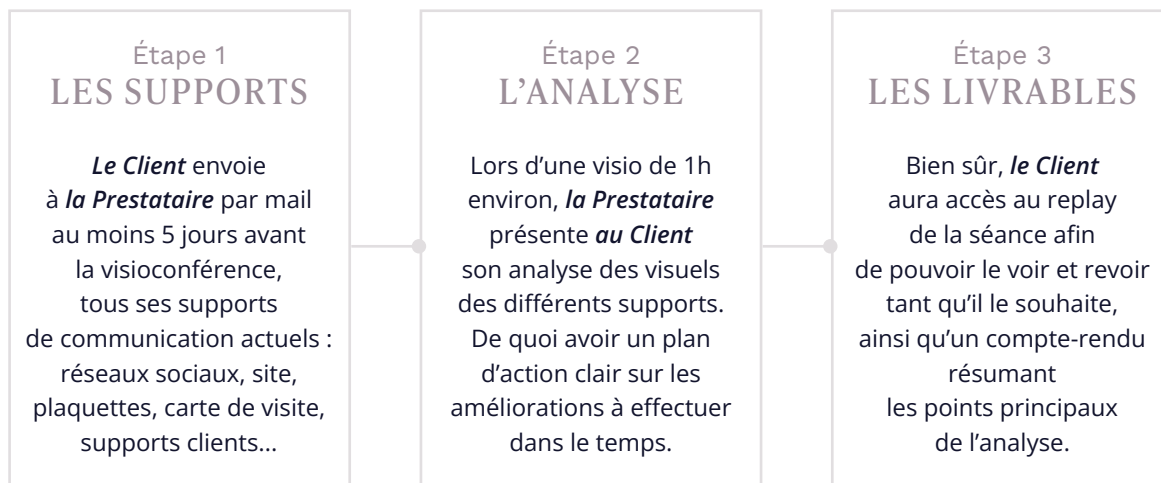 Étape 1
LES SUPPORTS
Le Client envoie
à la Prestataire par mail
au moins 5 jours avant
la visioconférence,
tous ses supports
de communication actuels :
réseaux sociaux, site,
plaquettes, carte de visite,
supports clients...
Étape 2
L’ANALYSE
Lors d’une visio de 1h
environ, la Prestataire
présente au Client
son analyse des visuels
des différents supports.
De quoi avoir un plan
d’action clair sur les
améliorations à effectuer
dans le temps.
Étape 3
LES LIVRABLES
Bien sûr, le Client
aura accès au replay
de la séance afin
de pouvoir le voir et revoir
tant qu’il le souhaite,
ainsi qu’un compte-rendu
résumant
les points principaux
de l’analyse.